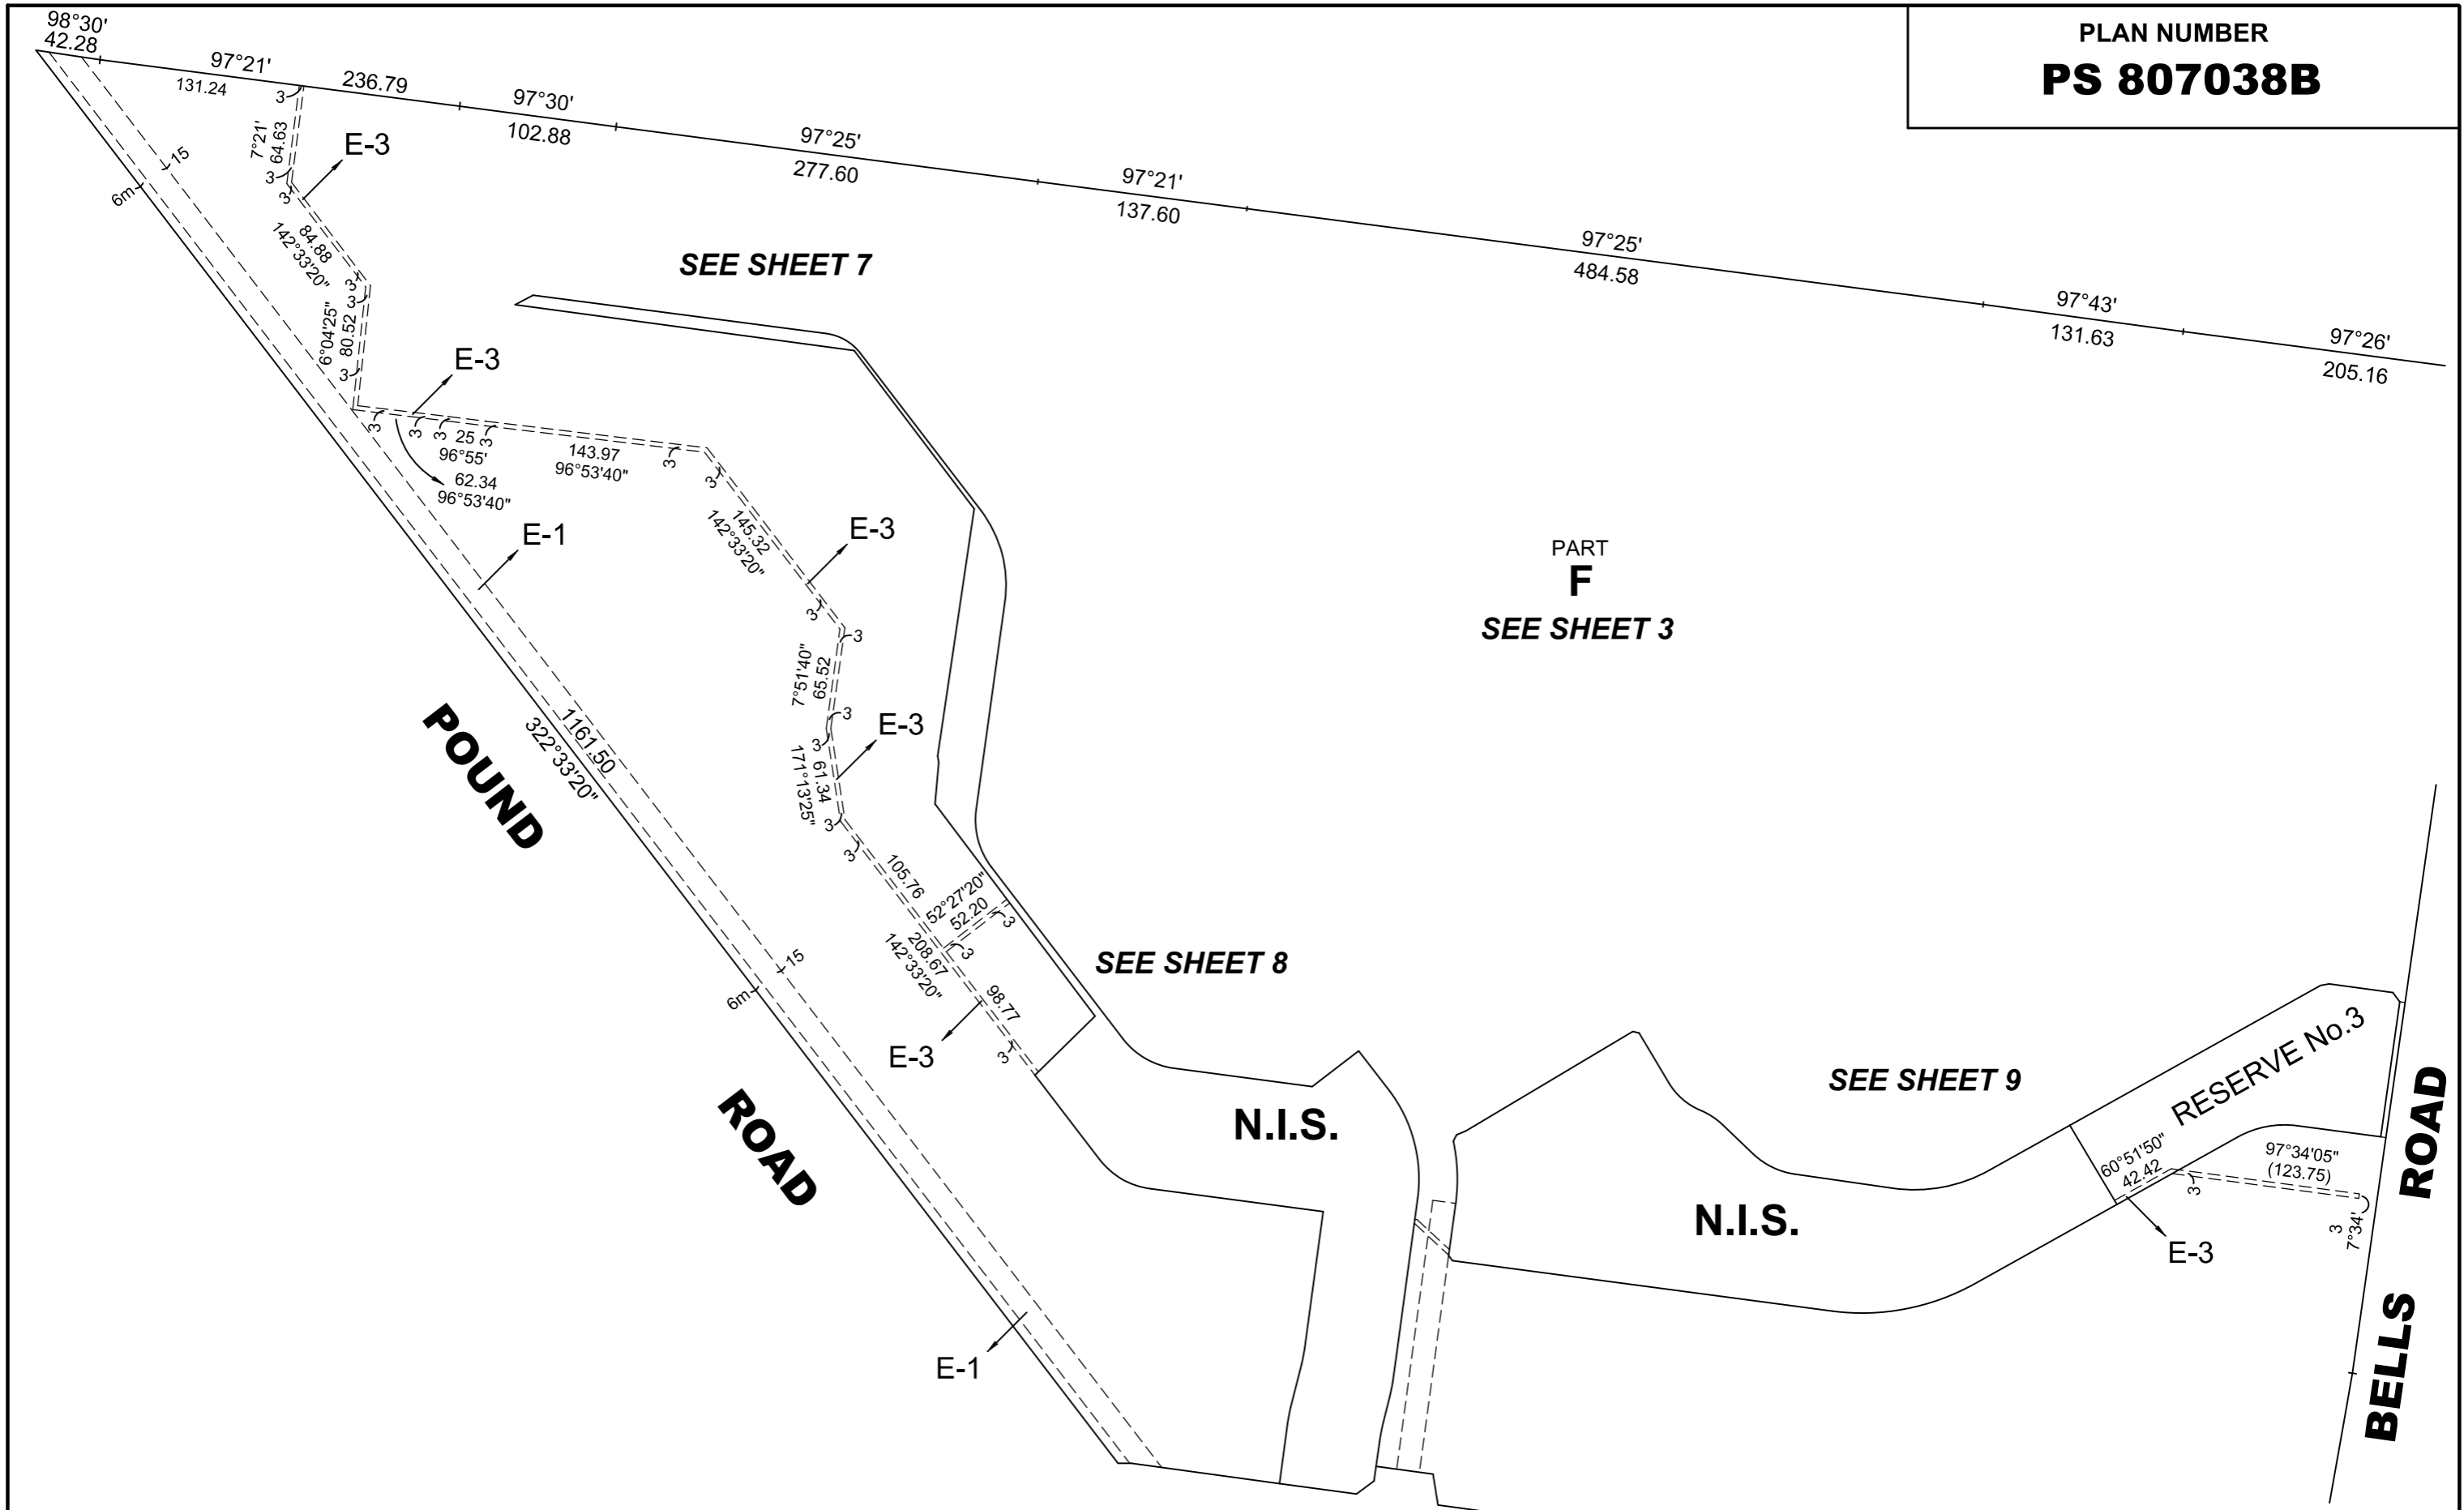 PLAN NUMBER
PS 807038B
98°30'
42.28
97°21'
131.24
236.79
97°30'
102.88
97°25'
277.60
97°21'
137.60
97°25'
484.58
97°43'
131.63
97°26'
205.16
3
7°21'
64.63
3
3
E-3
15
6m
84.88
142°33'20"
3
3
6°04'25"
80.52
3
SEE SHEET 7
E-3
3
3
3
25
96°55'
3
62.34
96°53'40"
143.97
96°53'40"
3
3
E-1
145.32
142°33'20"
E-3
3
3
PART
F
SEE SHEET 3
7°51'40"
65.52
3
3
E-3
61.34
171°13'25"
3
3
POUND
1161.50
322°33'20"
105.76
52°27'20"
52.20
3
3
208.67
142°33'20"
98.77
3
E-3
15
6m
SEE SHEET 8
ROAD
N.I.S.
SEE SHEET 9
RESERVE No.3
N.I.S.
60°51'50"
42.42
3
97°34'05"
(123.75)
3
7°34'
E-3
ROAD
BELLS
E-1